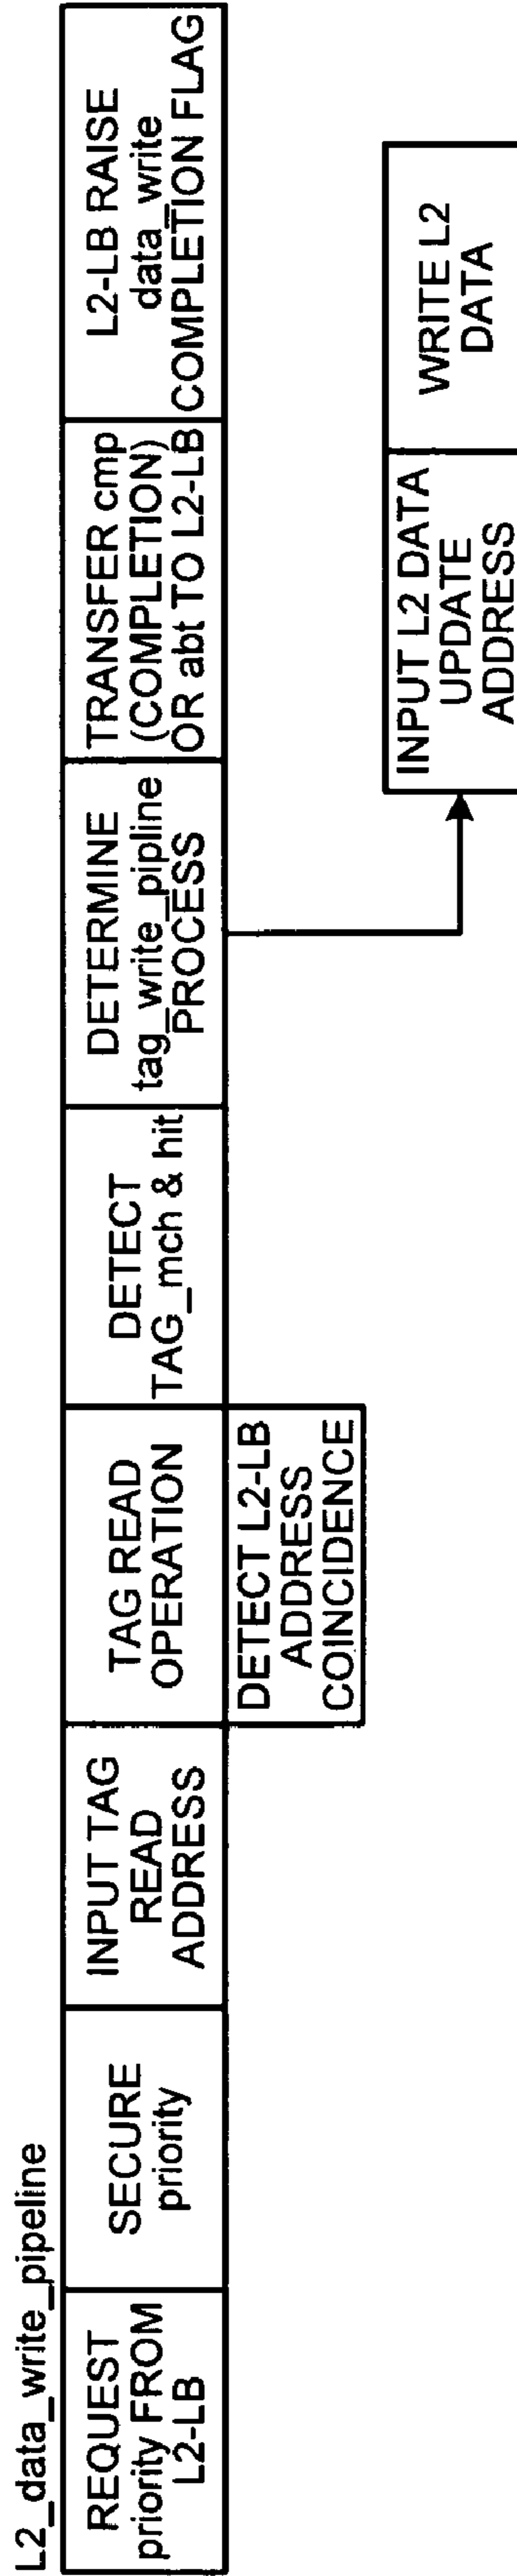 L2_data_write_pipeline
REQUEST
priority FROM
L2-LB
SECURE
priority
INPUT TAG
READ
ADDRESS
TAG READ
OPERATION
DETECT
TAG_mch & hit
DETERMINE
tag_write_pipline
PROCESS
TRANSFER cmp
(COMPLETION)
OR abt TO L2-LB
L2-LB RAISE
data_write
COMPLETION FLAG
DETECT L2-LB
ADDRESS
COINCIDENCE
INPUT L2 DATA
UPDATE
ADDRESS
WRITE L2
DATA